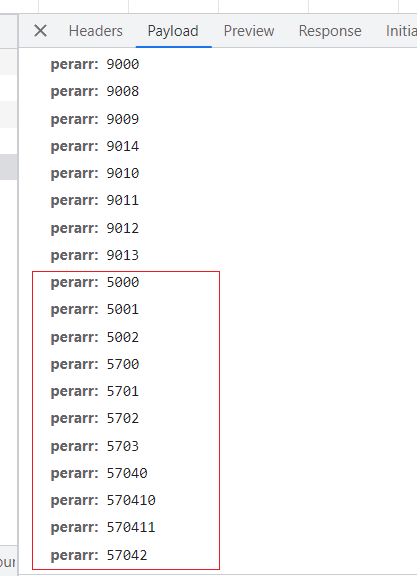 Headers Payload Preview Response Initia
perarr: 9000
perarr: 9008
perarr: 9009
perarr: 9014
perarr: 9010
perarr: 9011
perarr: 9012
perarr: 9013
perarr: 5000
perarr: 5001
perarr: 5002
perarr: 5700
perarr: 5701
perarr: 5702
perarr: 5703
perarr: 57040
perarr: 570410
perarr: 570411
perarr: 57042
our